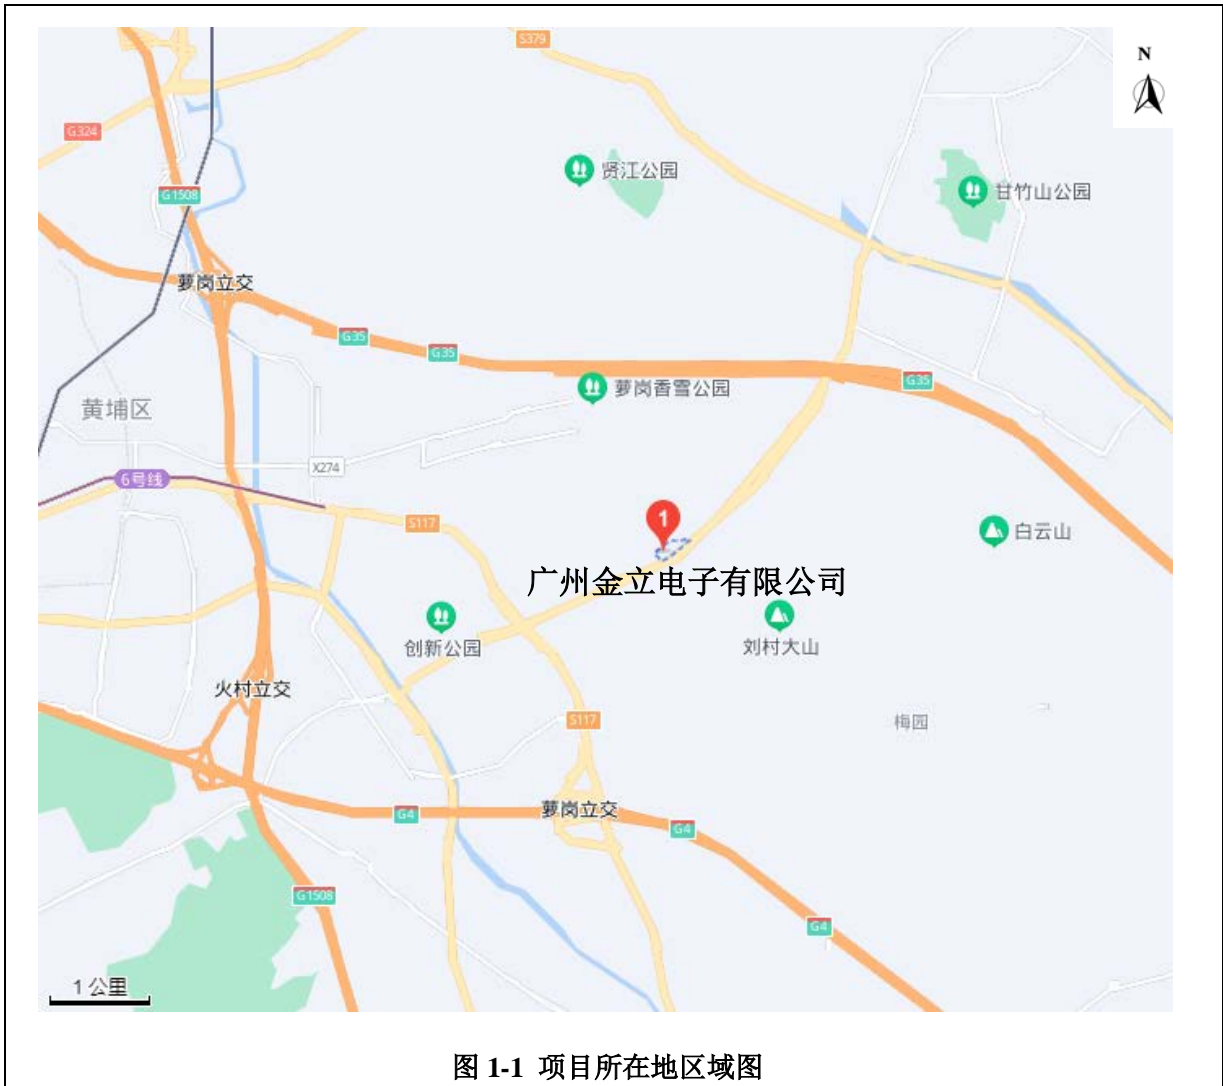 S379
N
G324
贤江公园
G1508
甘竹山公园
萝岗立交
G35
G35
G35
萝岗香雪公园
黄埔区
X274
6号线
1
S117
白云山
广州金立电子有限公司
创新公园
刘村大山
火村立交
S117
梅园
萝岗立交
G4
G4
G1508
G4
1 公里
图 1-1 项目所在地区域图